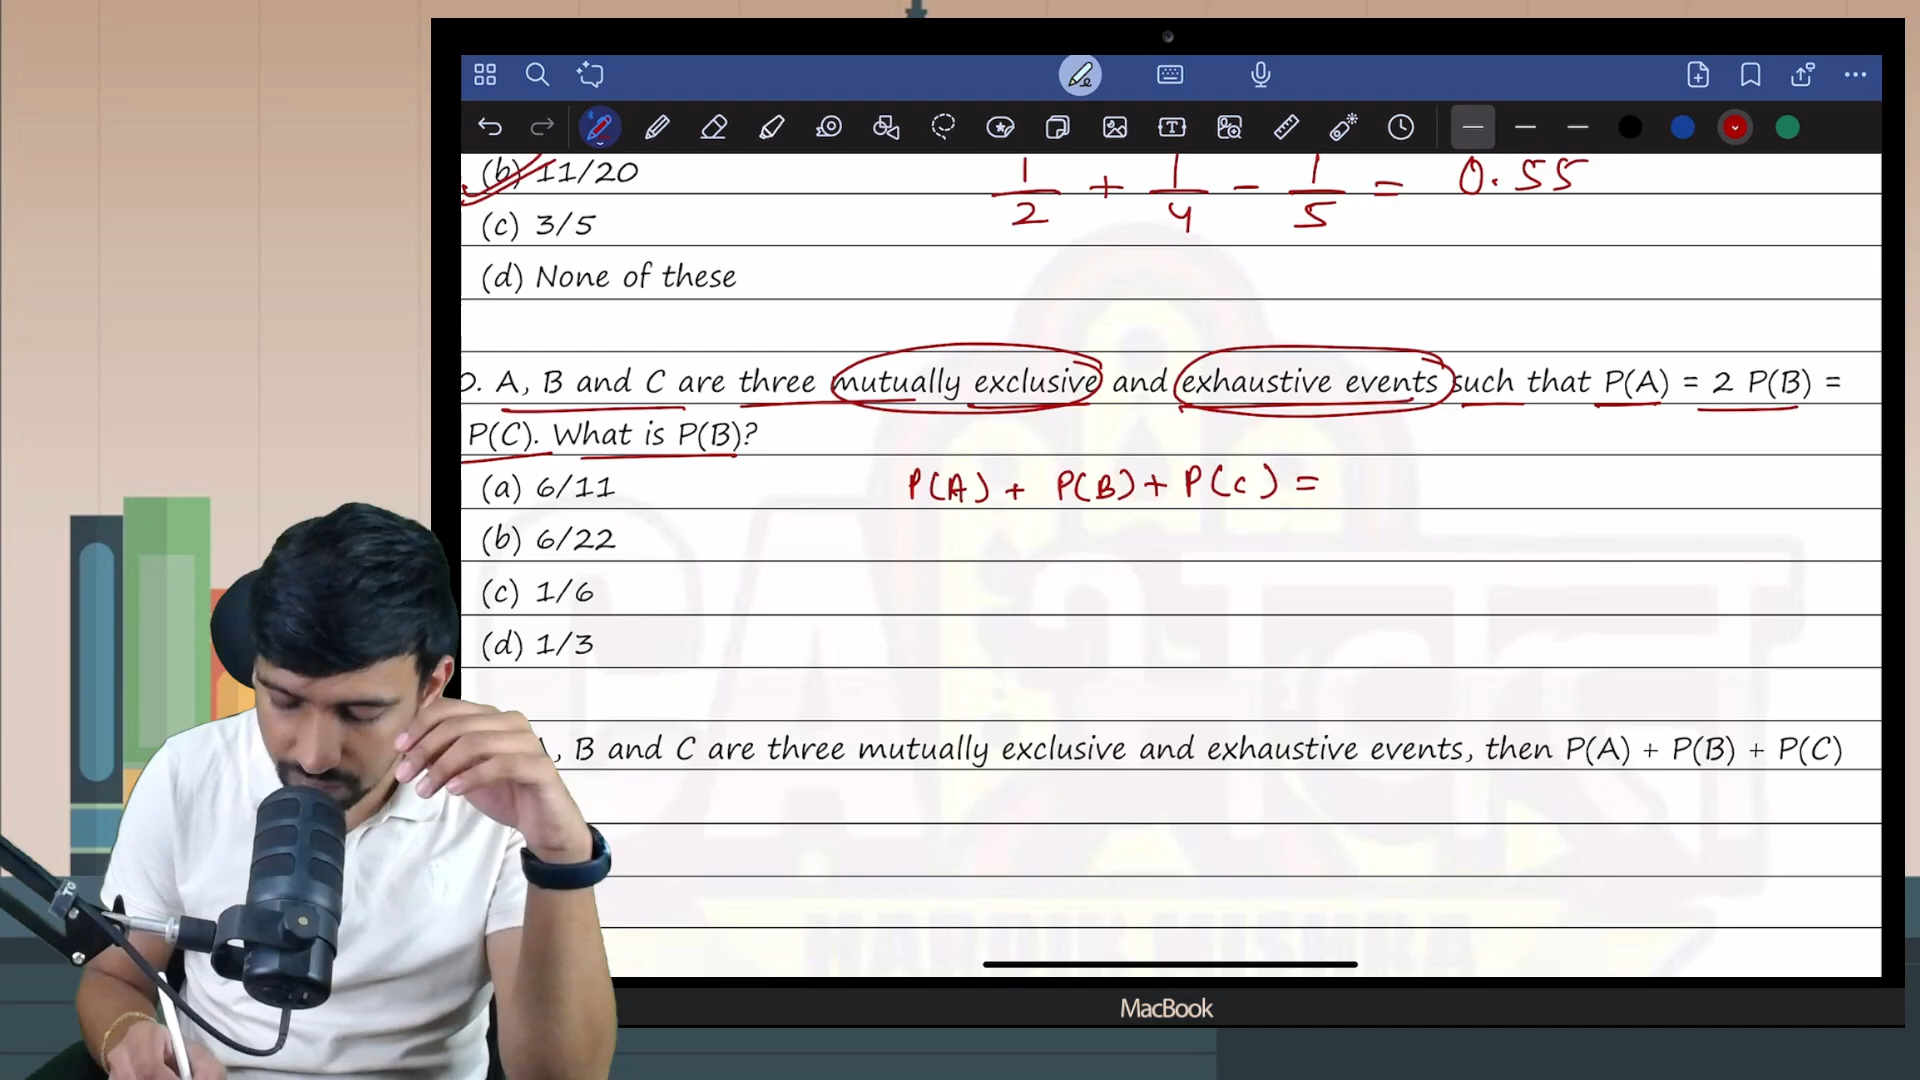 (b) 11/20
1/2 + 1/4 - 1/5 = 0.55
(c) 3/5
(d) None of these
0. A, B and C are three mutually exclusive and exhaustive events such that P(A) = 2 P(B) =
P(C). What is P(B)?
(a) 6/11
P(A) + P(B) + P(C) =
(b) 6/22
(c) 1/6
(d) 1/3
, B and C are three mutually exclusive and exhaustive events, then P(A) + P(B) + P(C)
MacBook